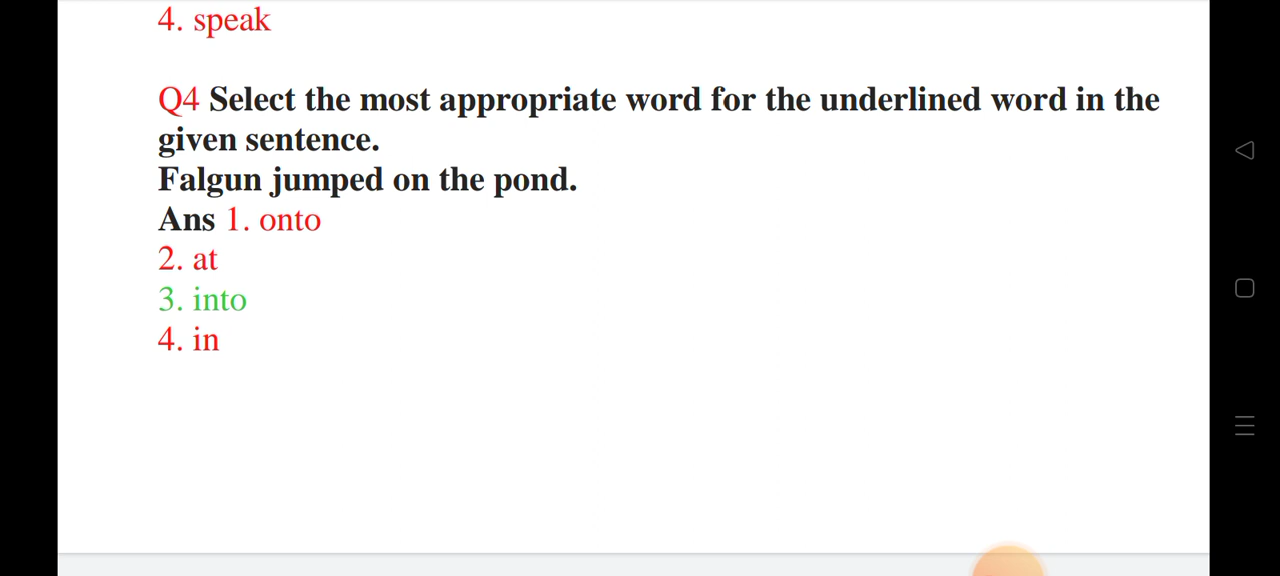 4. speak
Q4 Select the most appropriate word for the underlined word in the
given sentence.
Falgun jumped on the pond.
Ans 1. onto
2. at
3. into
4. in